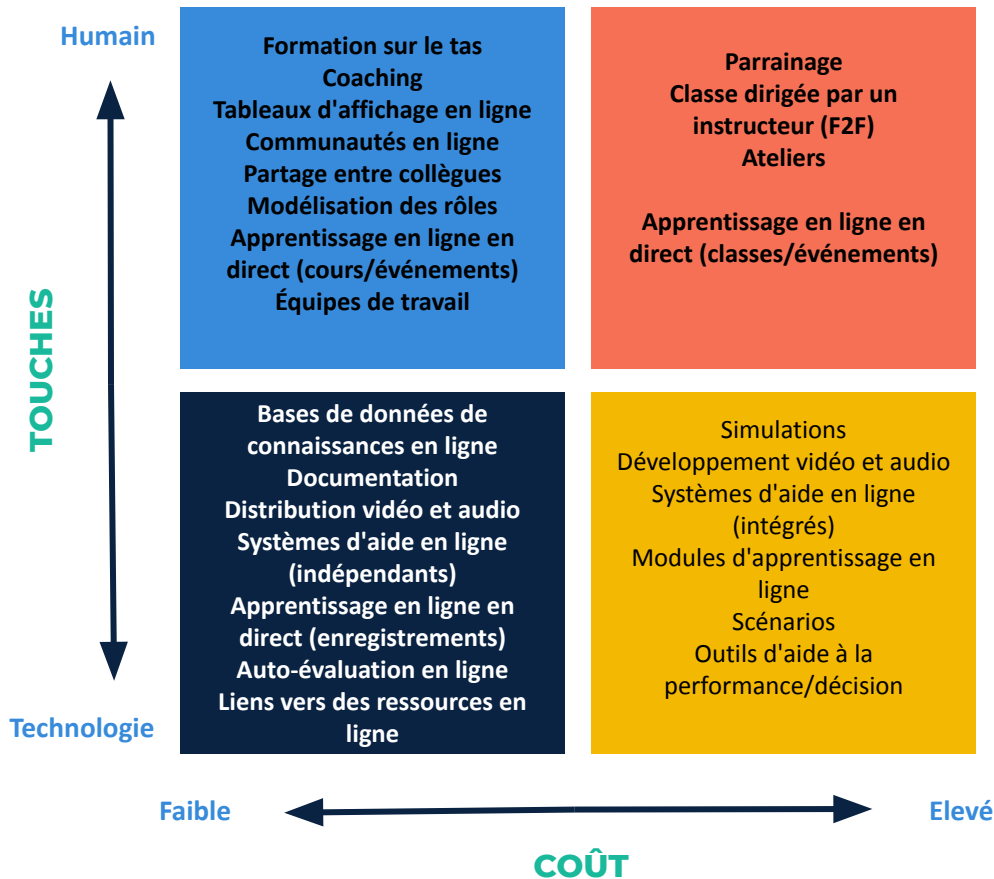 Humain
Formation sur le tas
Coaching
Tableaux d'affichage en ligne
Communautés en ligne
Partage entre collègues
Modélisation des rôles
Apprentissage en ligne en
direct (cours/événements)
Équipes de travail
Parrainage
Classe dirigée par un
instructeur (F2F)
Ateliers
Apprentissage en ligne en
direct (classes/événements)
TOUCHES
Bases de données de
connaissances en ligne
Documentation
Distribution vidéo et audio
Systèmes d'aide en ligne
(indépendants)
Apprentissage en ligne en
direct (enregistrements)
Auto-évaluation en ligne
Liens vers des ressources en
ligne
Simulations
Développement vidéo et audio
Systèmes d'aide en ligne
(intégrés)
Modules d'apprentissage en
ligne
Scénarios
Outils d'aide à la
performance/décision
Technologie
Faible
Elevé
COÛT